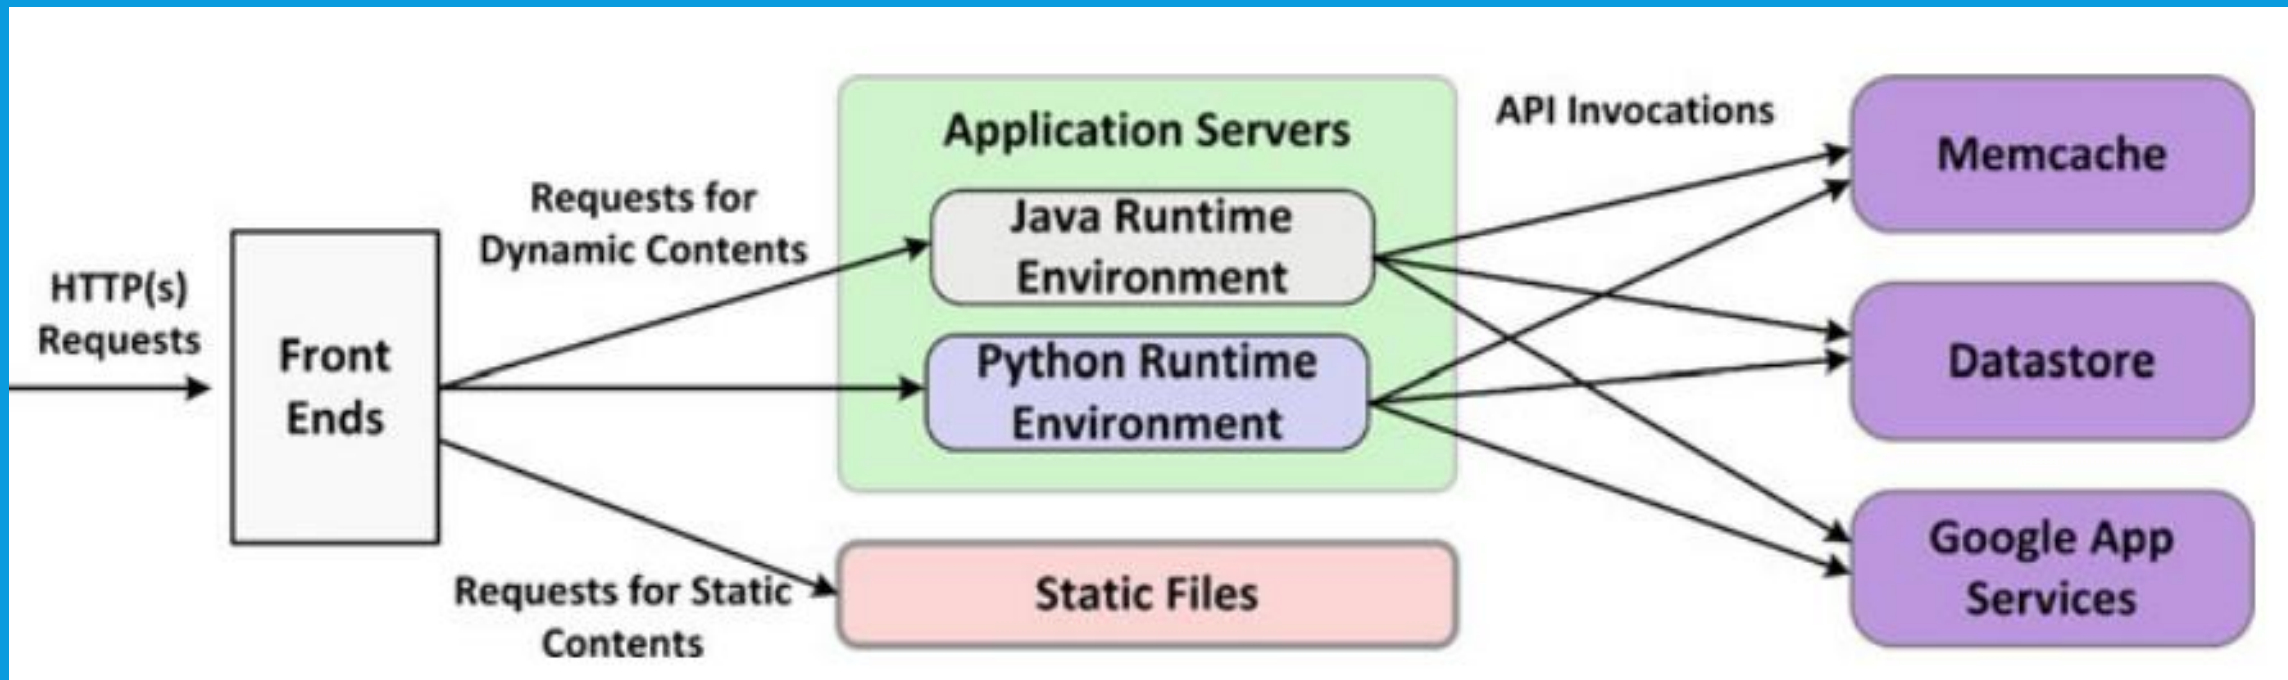 HTTP(s)
Requests
Front
Ends
Requests for
Dynamic Contents
Requests for Static
Contents
Application Servers
Java Runtime
Environment
Python Runtime
Environment
Static Files
API Invocations
Memcache
Datastore
Google App
Services